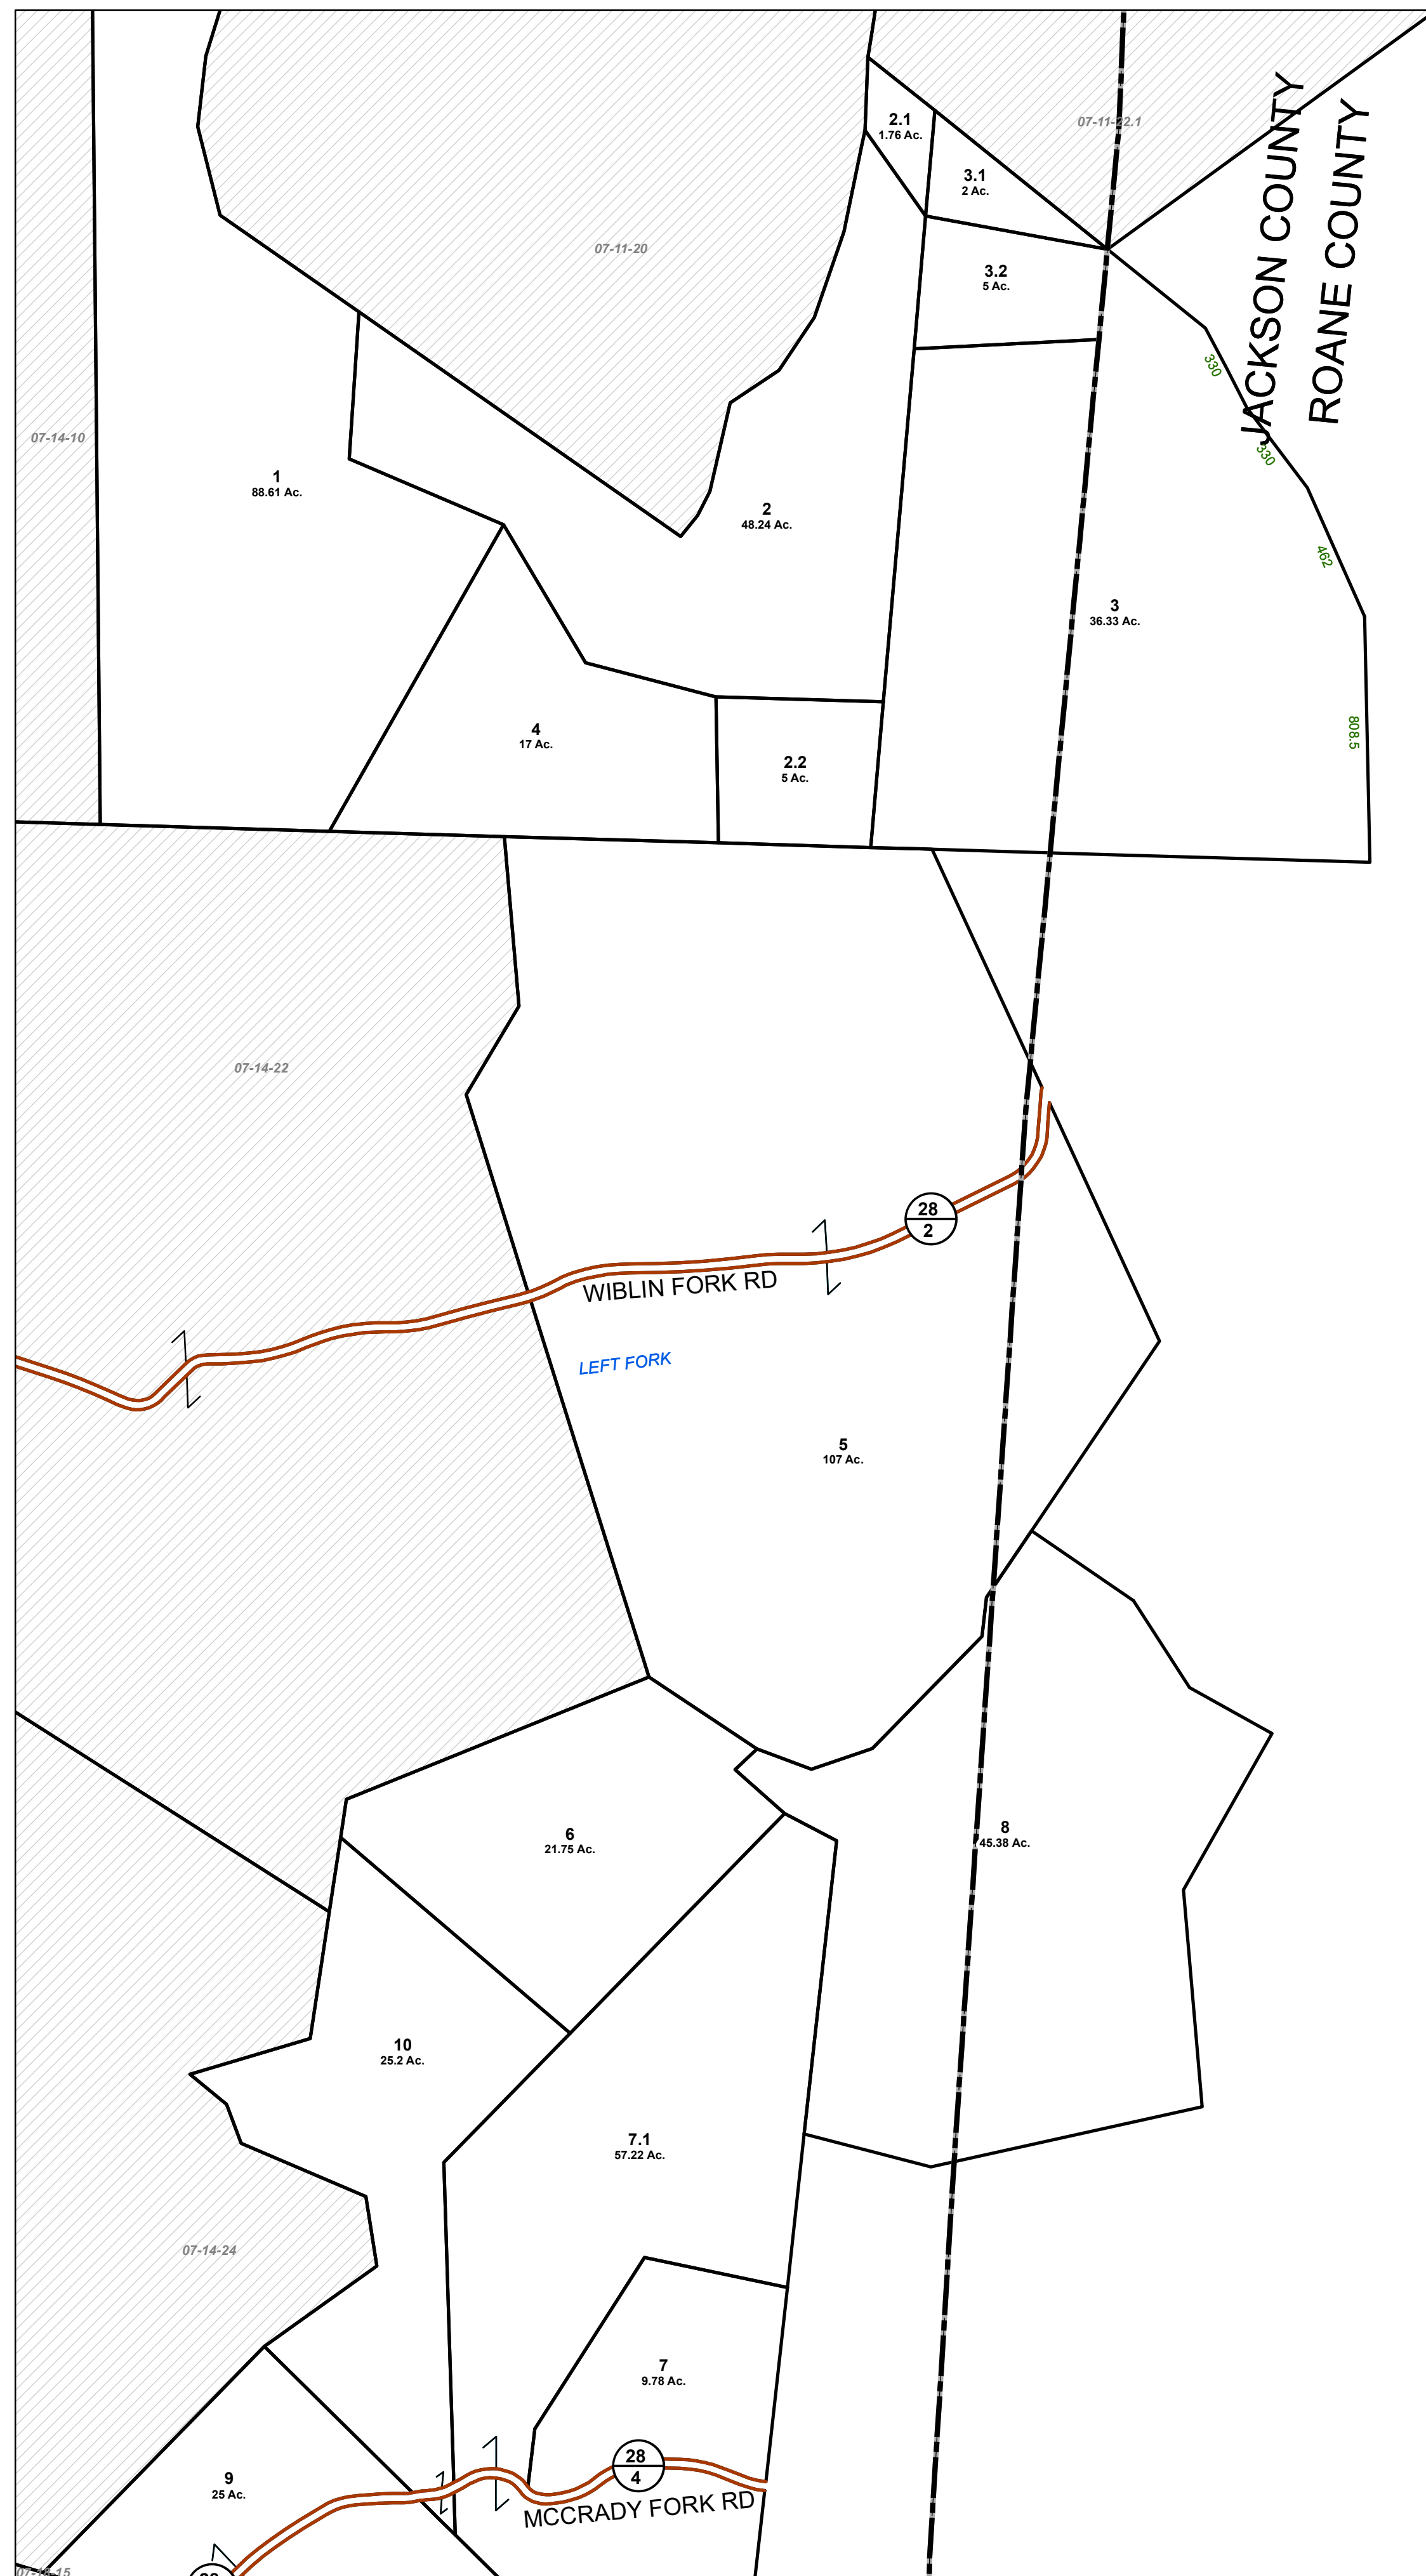 2.1
1.76 Ac.
07-11-22.1
JACKSON COUNTY
ROANE COUNTY
3.1
2 Ac.
07-11-20
3.2
5 Ac.
330
07-14-10
330
1
88.61 Ac.
2
48.24 Ac.
462
3
36.33 Ac.
4
17 Ac.
808.5
2.2
5 Ac.
07-14-22
28
2
WIBLIN FORK RD
LEFT FORK
5
107 Ac.
6
21.75 Ac.
8
45.38 Ac.
10
25.2 Ac.
7.1
57.22 Ac.
07-14-24
7
9.78 Ac.
28
4
9
25 Ac.
MCCRADY FORK RD